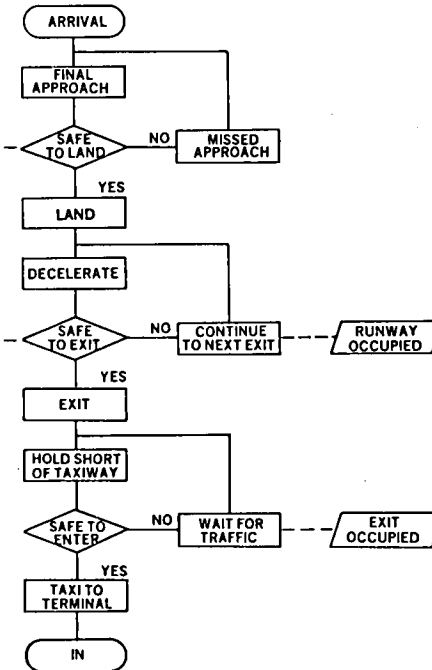 ARRIVAL
FINAL
APPROACH
SAFE
TO LAND
NO
MISSED
APPROACH
YES
LAND
DECELERATE
SAFE
TO EXIT
NO
CONTINUE
TO NEXT EXIT
RUNWAY
OCCUPIED
YES
EXIT
HOLD SHORT
OF TAXIWAY
SAFE TO
ENTER
NO
WAIT FOR
TRAFFIC
EXIT
OCCUPIED
YES
TAXI TO
TERMINAL
IN